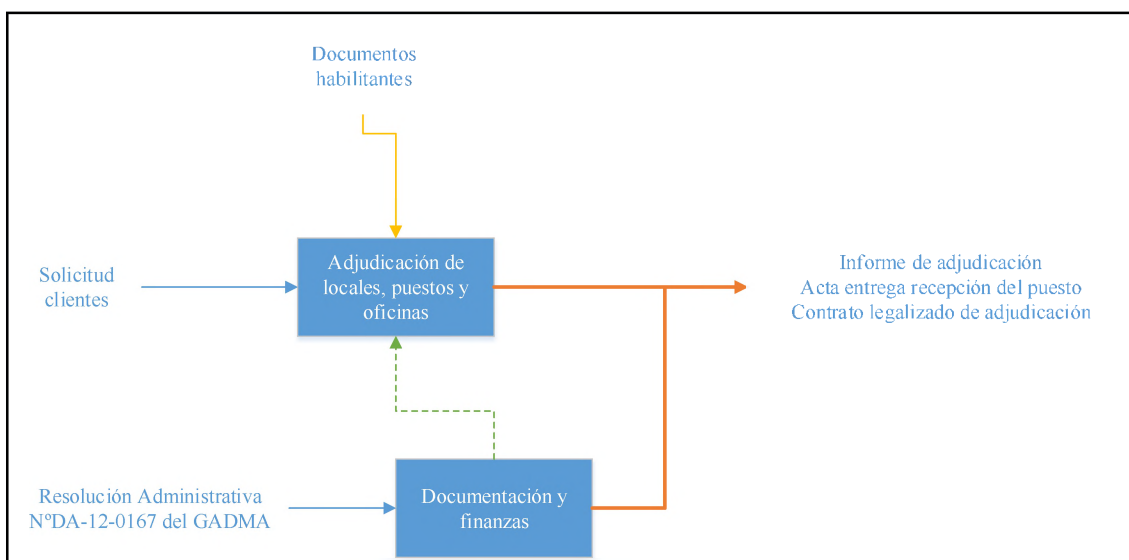 Documentos
habilitantes
Adjudicación de
locales, puestos y
oficinas
Solicitud
clientes
Informe de adjudicación
Acta entrega recepción del puesto
Contrato legalizado de adjudicación
Resolución Administrativa
NºDA-12-0167 del GADMA
Documentación y
finanzas